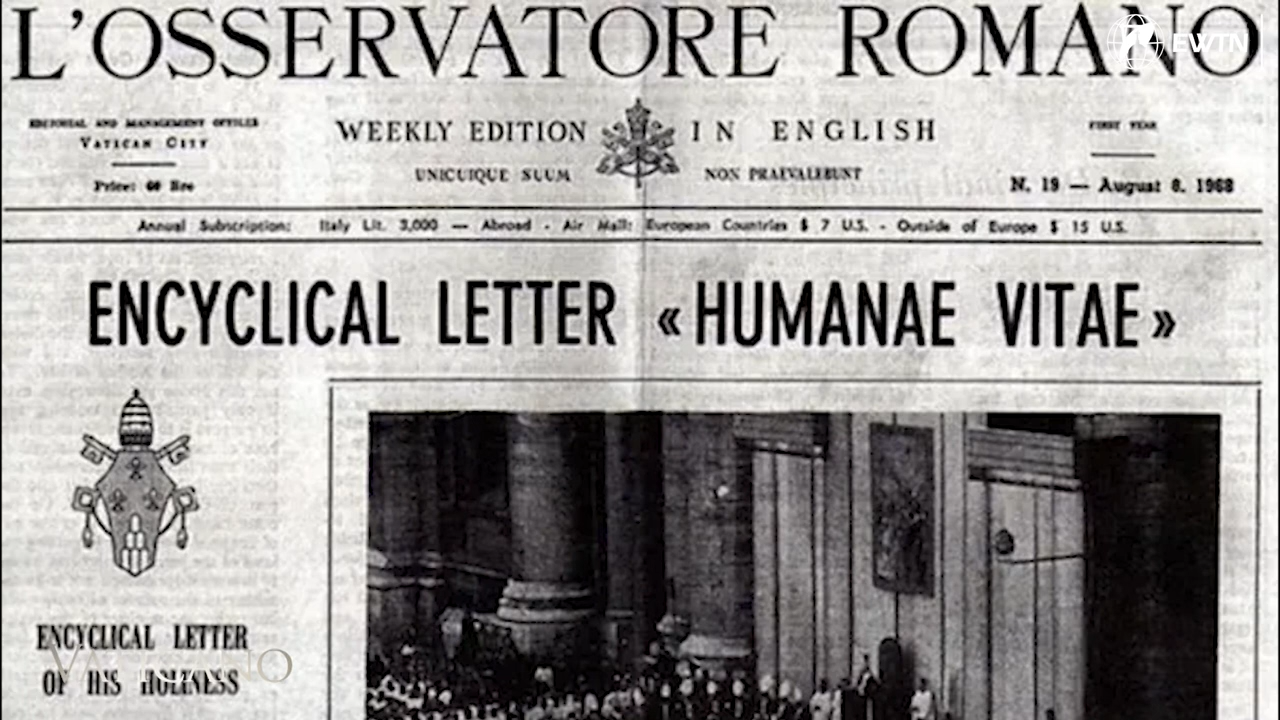 L'OSSERVATORE ROMANO
EWTN
EDITORIAL AND MANAGEMENT OFFICES
VATICAN CITY
Price: 60 lire
WEEKLY EDITION IN ENGLISH
UNICUIQUE SUUM NON PRAEVALEBUNT
FIRST YEAR
N. 19 — August 8, 1968
Annual Subscription: Italy Lit. 3,000 — Abroad - Air Mail: European Countries $ 7 U.S. - Outside of Europe $ 15 U.S.
ENCYCLICAL LETTER «HUMANAE VITAE»
ENCYCLICAL LETTER
OF HIS HOLINESS
VATICANO